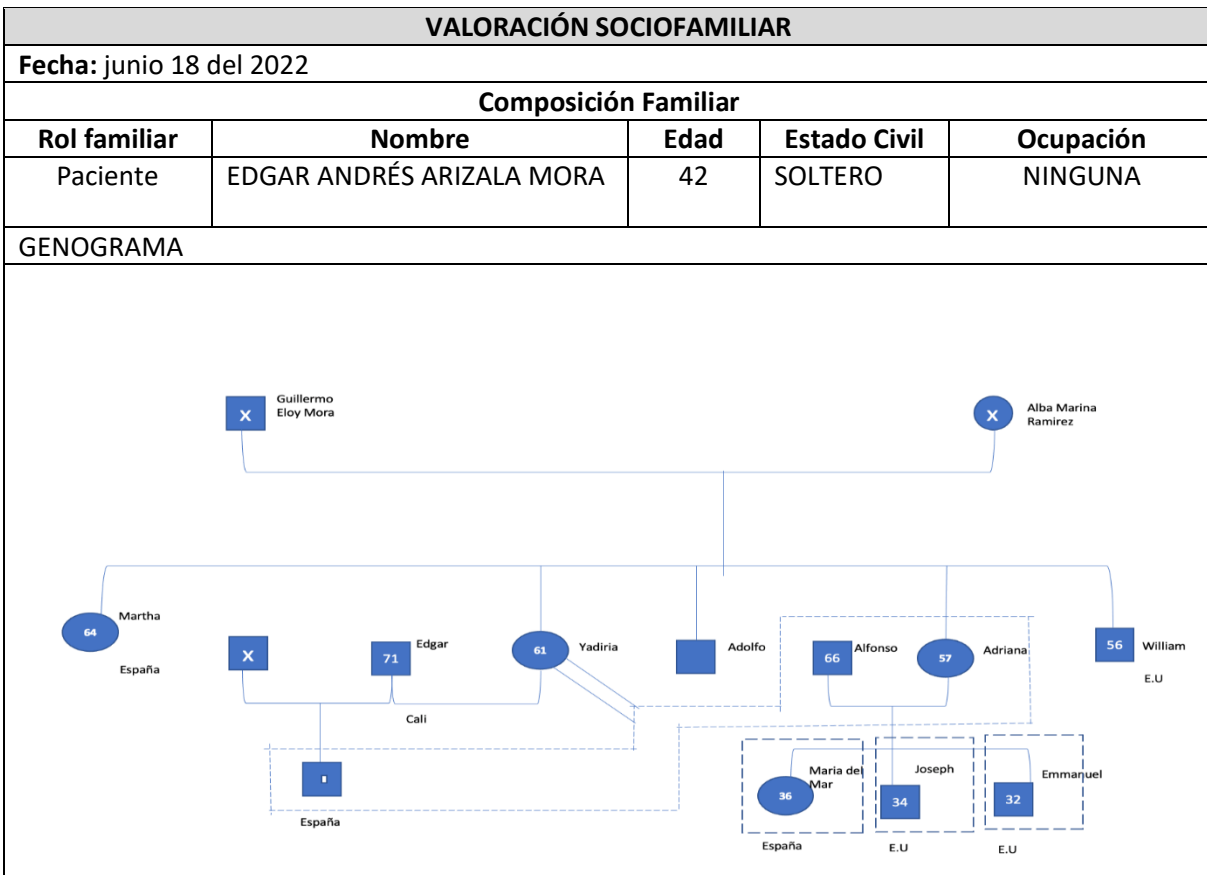 VALORACIÓN SOCIOFAMILIAR
Fecha: junio 18 del 2022
Composición Familiar
Rol familiar Nombre Edad Estado Civil Ocupación
Paciente EDGAR ANDRÉS ARIZALA MORA 42 SOLTERO NINGUNA
GENOGRAMA
X Guillermo
Eloy Mora
X Alba Marina
Ramirez
64 Martha
España
X
71 Edgar
Cali
61 Yadiria
Adolfo
66 Alfonso
57 Adriana
56 William
E.U
España
36 Maria del
Mar
España
34 Joseph
E.U
32 Emmanuel
E.U